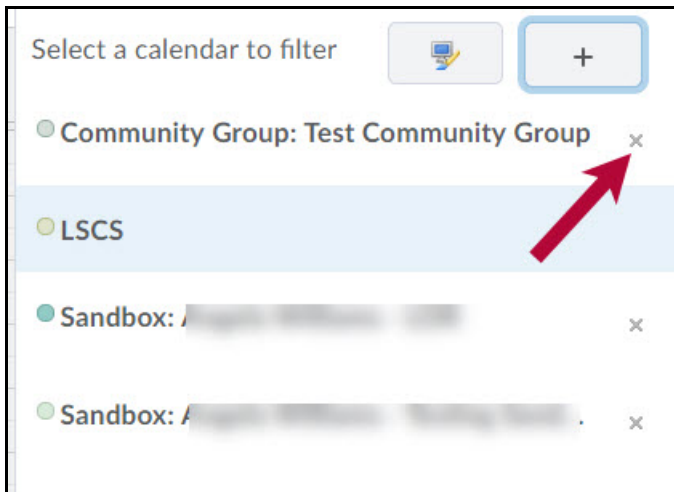 Select a calendar to filter +
Community Group: Test Community Group ×
LSCS
Sandbox: ×
Sandbox: . ×